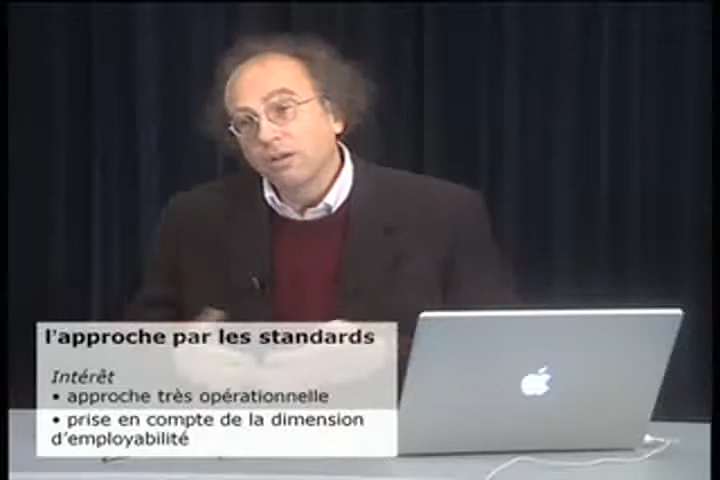 l'approche par les standards
Intérêt
• approche très opérationnelle
• prise en compte de la dimension
d'employabilité